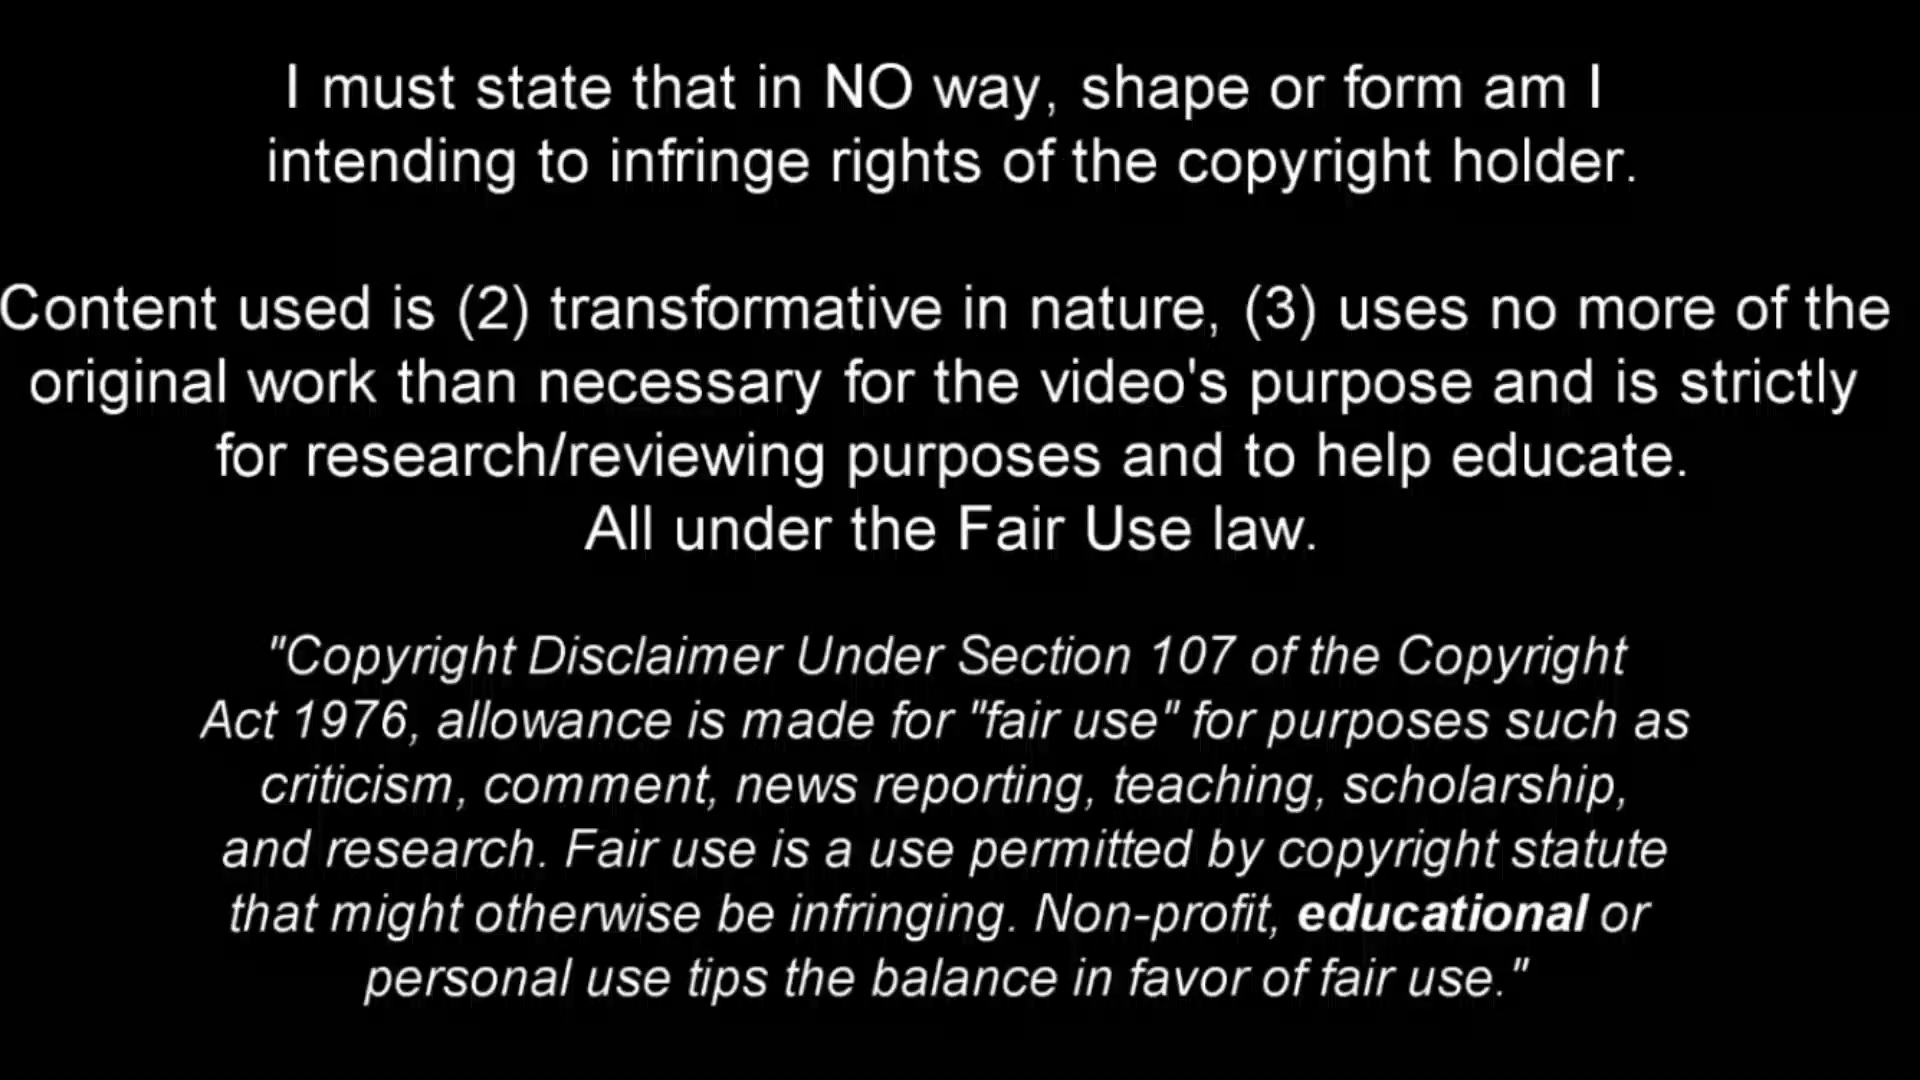 I must state that in NO way, shape or form am I
intending to infringe rights of the copyright holder.
Content used is (2) transformative in nature, (3) uses no more of the
original work than necessary for the video's purpose and is strictly
for research/reviewing purposes and to help educate.
All under the Fair Use law.
"Copyright Disclaimer Under Section 107 of the Copyright
Act 1976, allowance is made for "fair use" for purposes such as
criticism, comment, news reporting, teaching, scholarship,
and research. Fair use is a use permitted by copyright statute
that might otherwise be infringing. Non-profit, educational or
personal use tips the balance in favor of fair use."